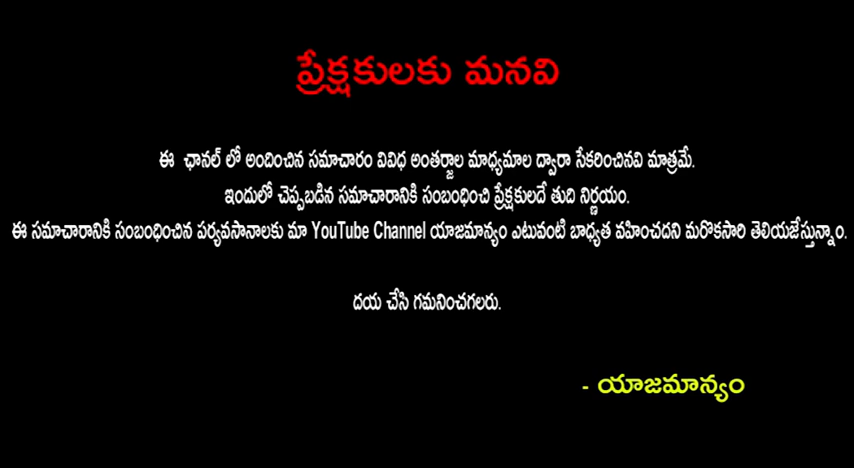 ప్రేక్షకులకు మనవి
ఈ ఛానల్ లో అందించిన సమాచారం వివిధ అంతర్జాల మాధ్యమాల ద్వారా సేకరించినవి మాత్రమే.
ఇందులో చెప్పబడిన సమాచారానికి సంబంధించి ప్రేక్షకులదే తుది నిర్ణయం.
ఈ సమాచారానికి సంబంధించిన పర్యవసానాలకు మా YouTube Channel యాజమాన్యం ఎటువంటి బాధ్యత వహించదని మరొకసారి తెలియజేస్తున్నాం.
దయ చేసి గమనించగలరు.
- యాజమాన్యం